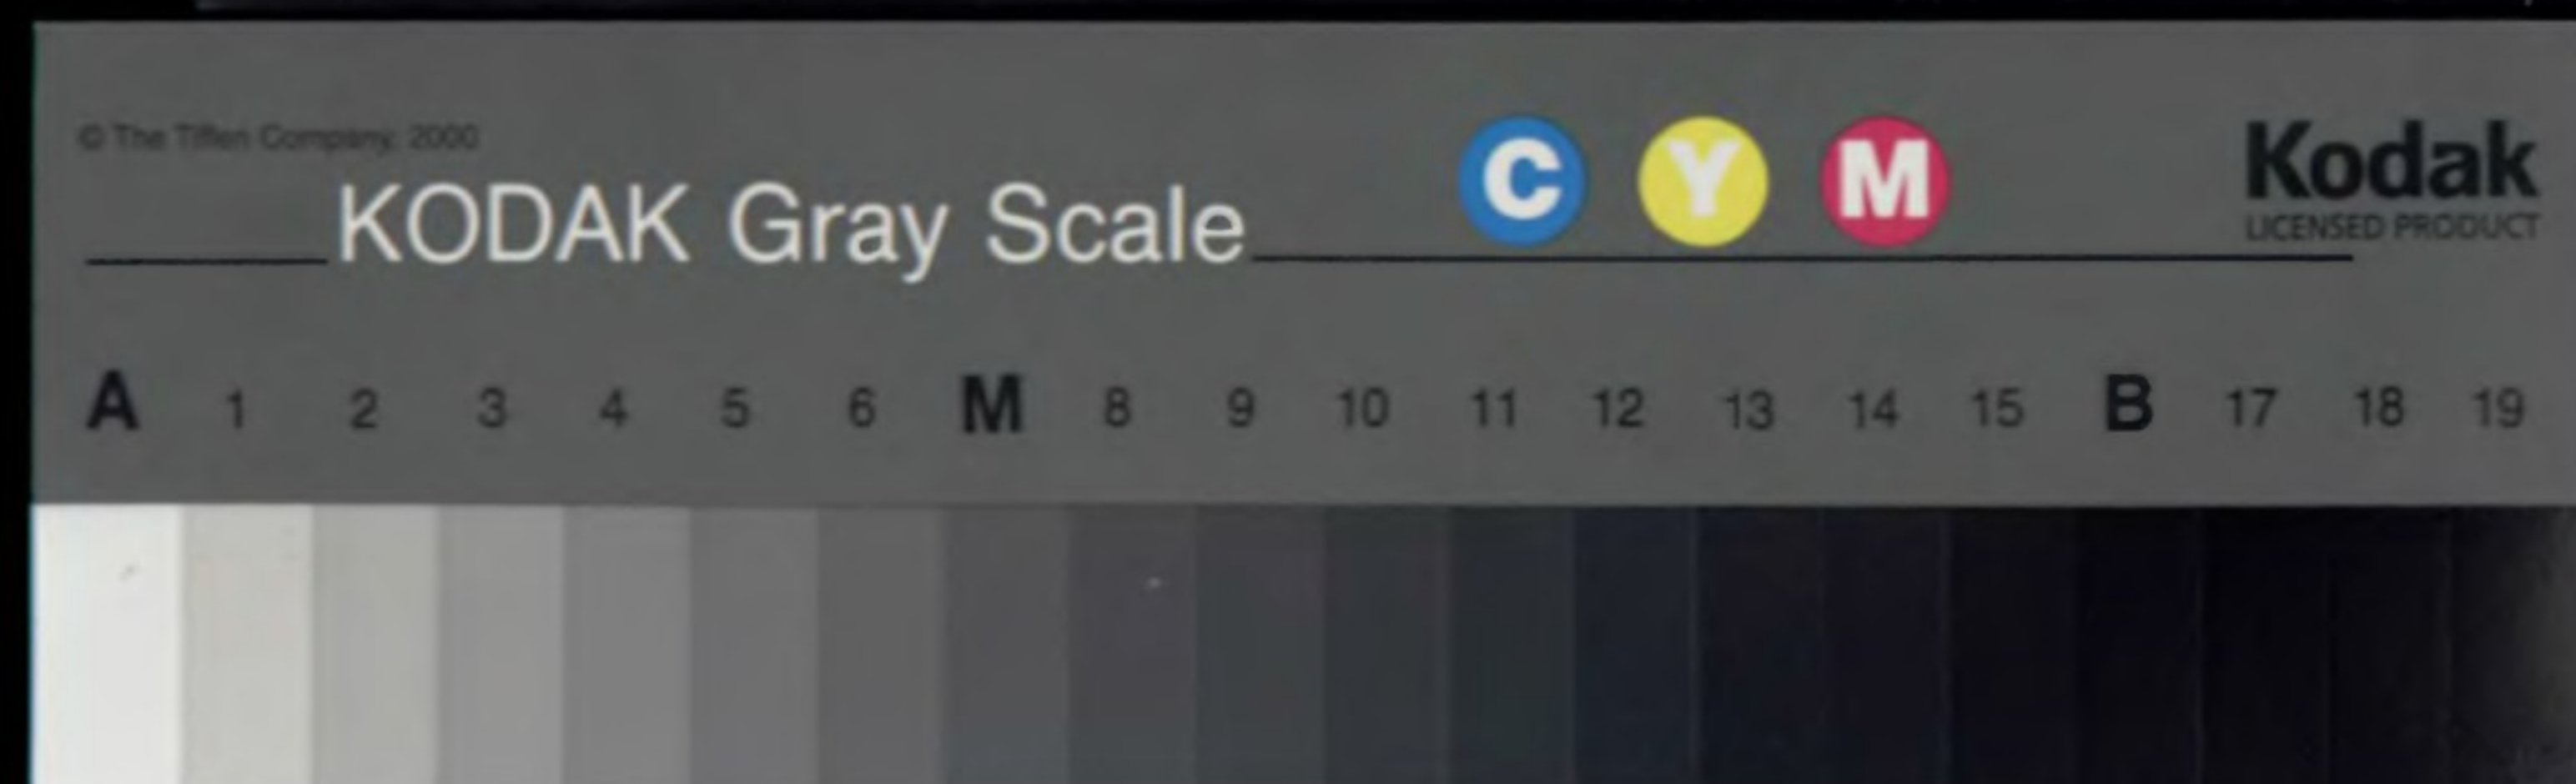 © The Tiffen Company, 2000
KODAK Gray Scale
C Y M
Kodak
LICENSED PRODUCT
A 1 2 3 4 5 6 M 8 9 10 11 12 13 14 15 B 17 18 19